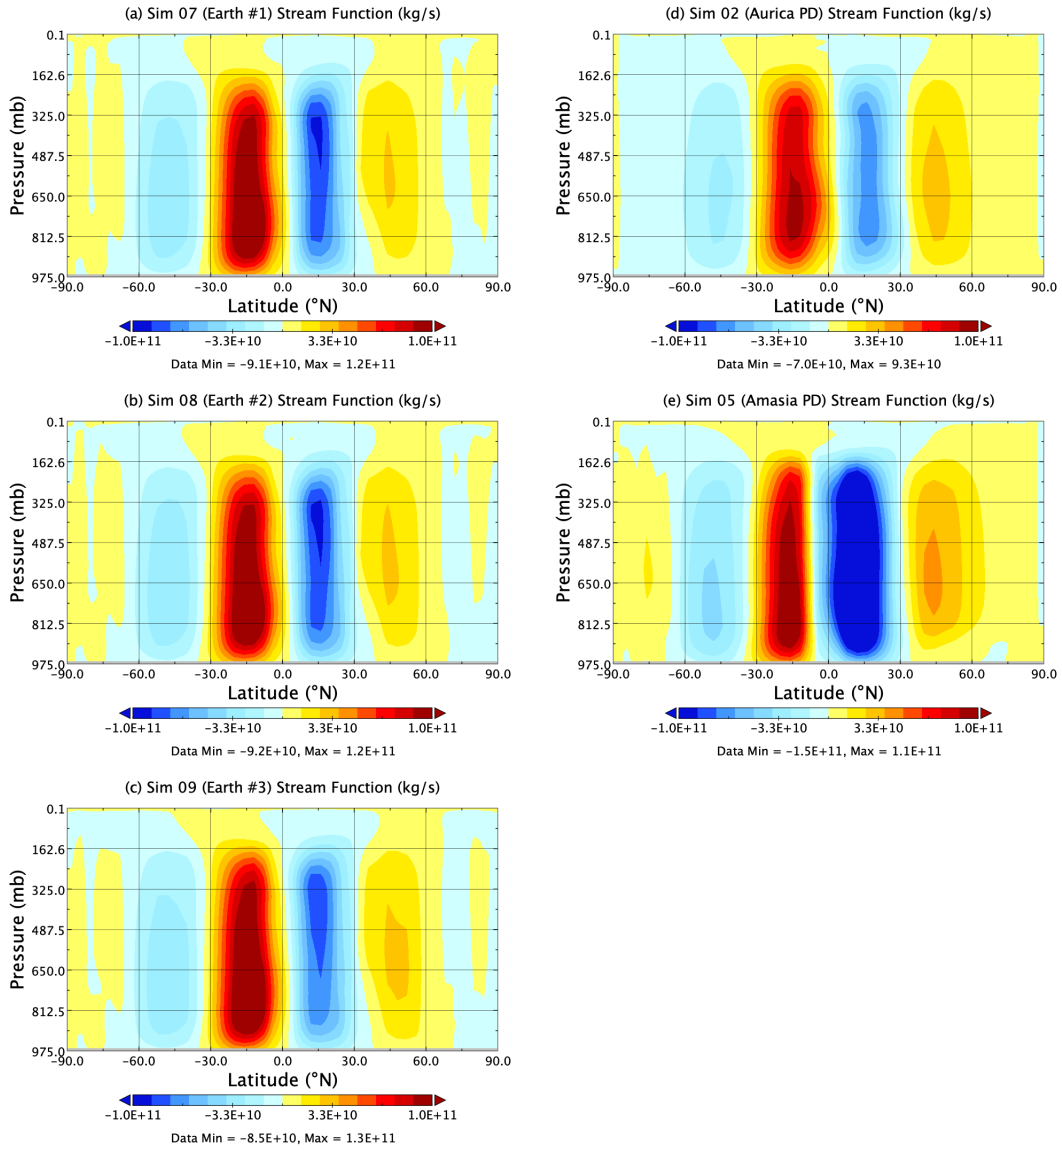 (a) Sim 07 (Earth #1) Stream Function (kg/s)
0.1
162.6
325.0
487.5
650.0
812.5
975.0
Pressure (mb)
−90.0 −60.0 −30.0 0.0 30.0 60.0 90.0
Latitude (°N)
−1.0E+11 −3.3E+10 3.3E+10 1.0E+11
Data Min = −9.1E+10, Max = 1.2E+11
(d) Sim 02 (Aurica PD) Stream Function (kg/s)
0.1
162.6
325.0
487.5
650.0
812.5
975.0
Pressure (mb)
−90.0 −60.0 −30.0 0.0 30.0 60.0 90.0
Latitude (°N)
−1.0E+11 −3.3E+10 3.3E+10 1.0E+11
Data Min = −7.0E+10, Max = 9.3E+10
(b) Sim 08 (Earth #2) Stream Function (kg/s)
0.1
162.6
325.0
487.5
650.0
812.5
975.0
Pressure (mb)
−90.0 −60.0 −30.0 0.0 30.0 60.0 90.0
Latitude (°N)
−1.0E+11 −3.3E+10 3.3E+10 1.0E+11
Data Min = −9.2E+10, Max = 1.2E+11
(e) Sim 05 (Amasia PD) Stream Function (kg/s)
0.1
162.6
325.0
487.5
650.0
812.5
975.0
Pressure (mb)
−90.0 −60.0 −30.0 0.0 30.0 60.0 90.0
Latitude (°N)
−1.0E+11 −3.3E+10 3.3E+10 1.0E+11
Data Min = −1.5E+11, Max = 1.1E+11
(c) Sim 09 (Earth #3) Stream Function (kg/s)
0.1
162.6
325.0
487.5
650.0
812.5
975.0
Pressure (mb)
−90.0 −60.0 −30.0 0.0 30.0 60.0 90.0
Latitude (°N)
−1.0E+11 −3.3E+10 3.3E+10 1.0E+11
Data Min = −8.5E+10, Max = 1.3E+11